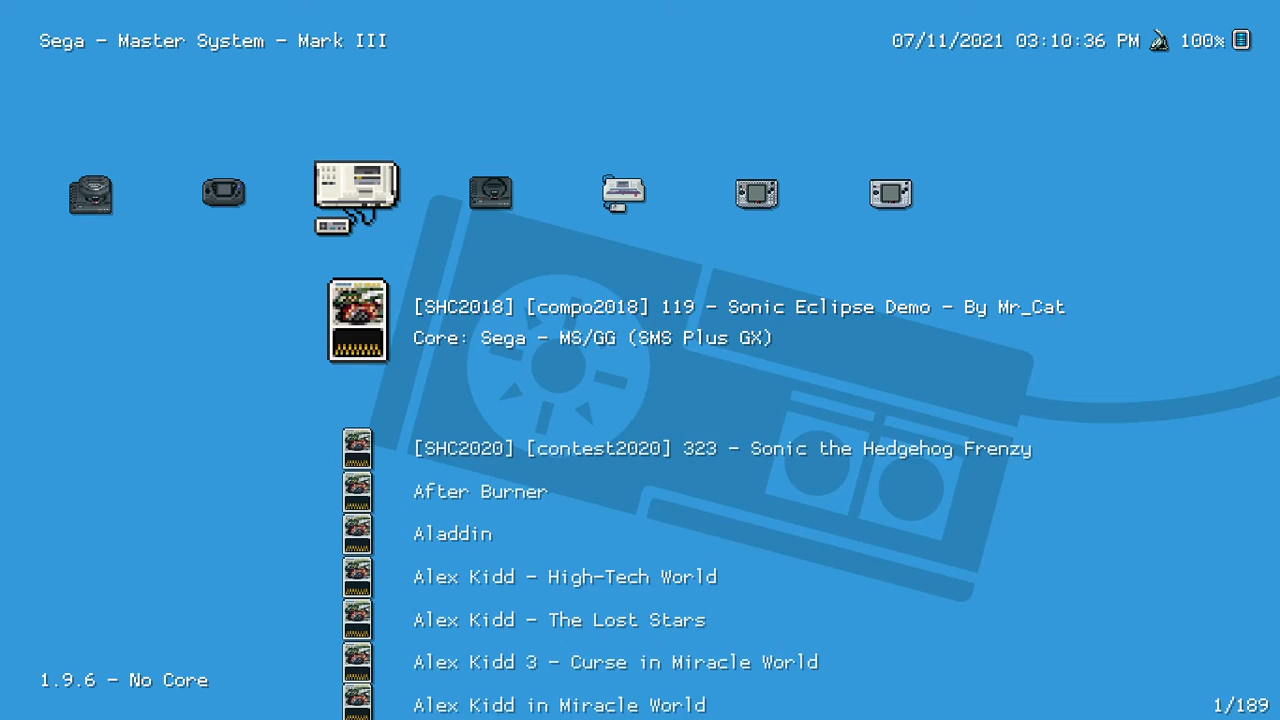 Sega - Master System - Mark III
07/11/2021 03:10:36 PM 100%
[SHC2018] [compo2018] 119 - Sonic Eclipse Demo - By Mr_Cat
Core: Sega - MS/GG (SMS Plus GX)
[SHC2020] [contest2020] 323 - Sonic the Hedgehog Frenzy
After Burner
Aladdin
Alex Kidd - High-Tech World
Alex Kidd - The Lost Stars
Alex Kidd 3 - Curse in Miracle World
Alex Kidd in Miracle World
1.9.6 - No Core
1/189